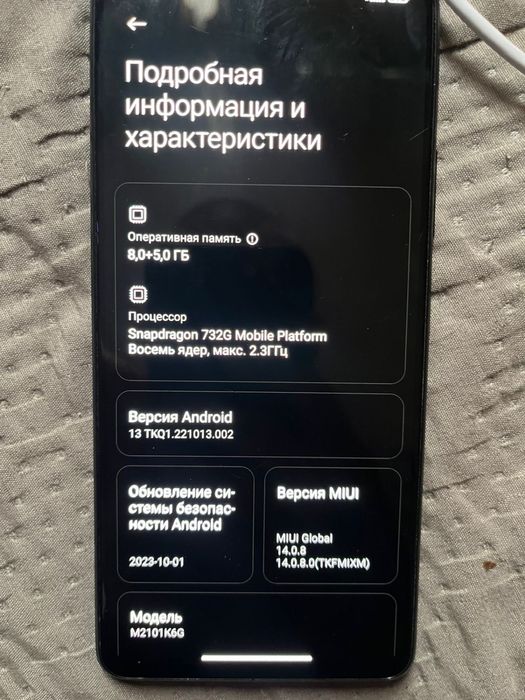 Подробная
информация и
характеристики
Оперативная память
8,0+5,0 ГБ
Процессор
Snapdragon 732G Mobile Platform
Восемь ядер, макс. 2.3ГГц
Версия Android
13 TKQ1.221013.002
Обновление си-
стемы безопас-
ности Android
2023-10-01
Версия MIUI
MIUI Global
14.0.8
14.0.8.0(TKFMIXM)
Модель
M2101K6G